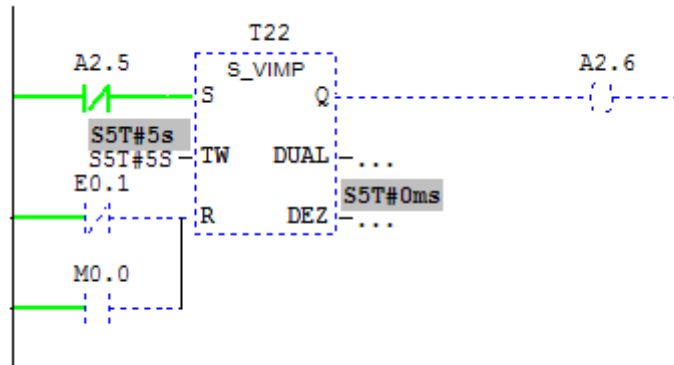 T22
A2.5
S_VIMP
A2.6
S
Q
S5T#5s
S5T#5S
TW
DUAL
...
E0.1
S5T#0ms
R
DEZ
...
M0.0